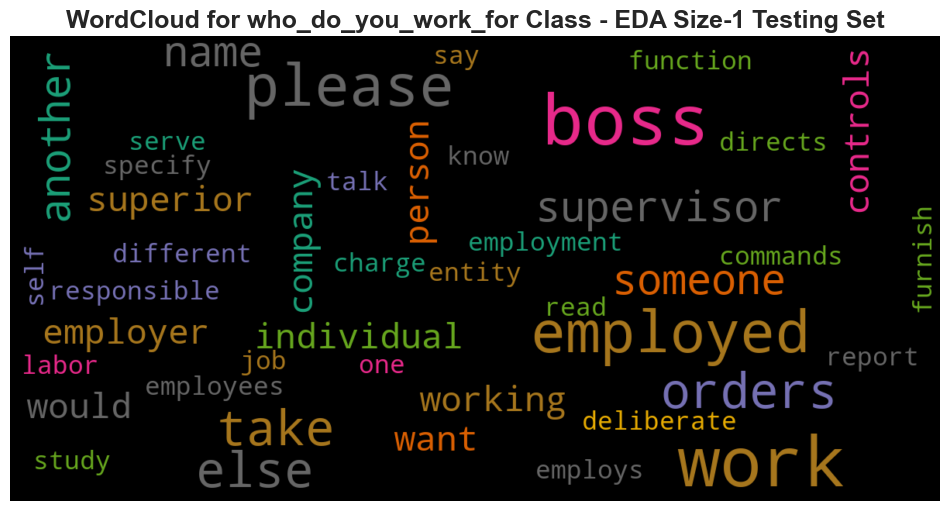 WordCloud for who_do_you_work_for Class - EDA Size-1 Testing Set
name
say
function
please
another
controls
boss
serve
person
know
directs
specify
talk
superior
company
supervisor
different
employment
self
charge
commands
furnish
responsible
entity
someone
read
employer
individual
employed
labor
job
one
report
employees
would
working
orders
take
want
deliberate
study
else
employs
work